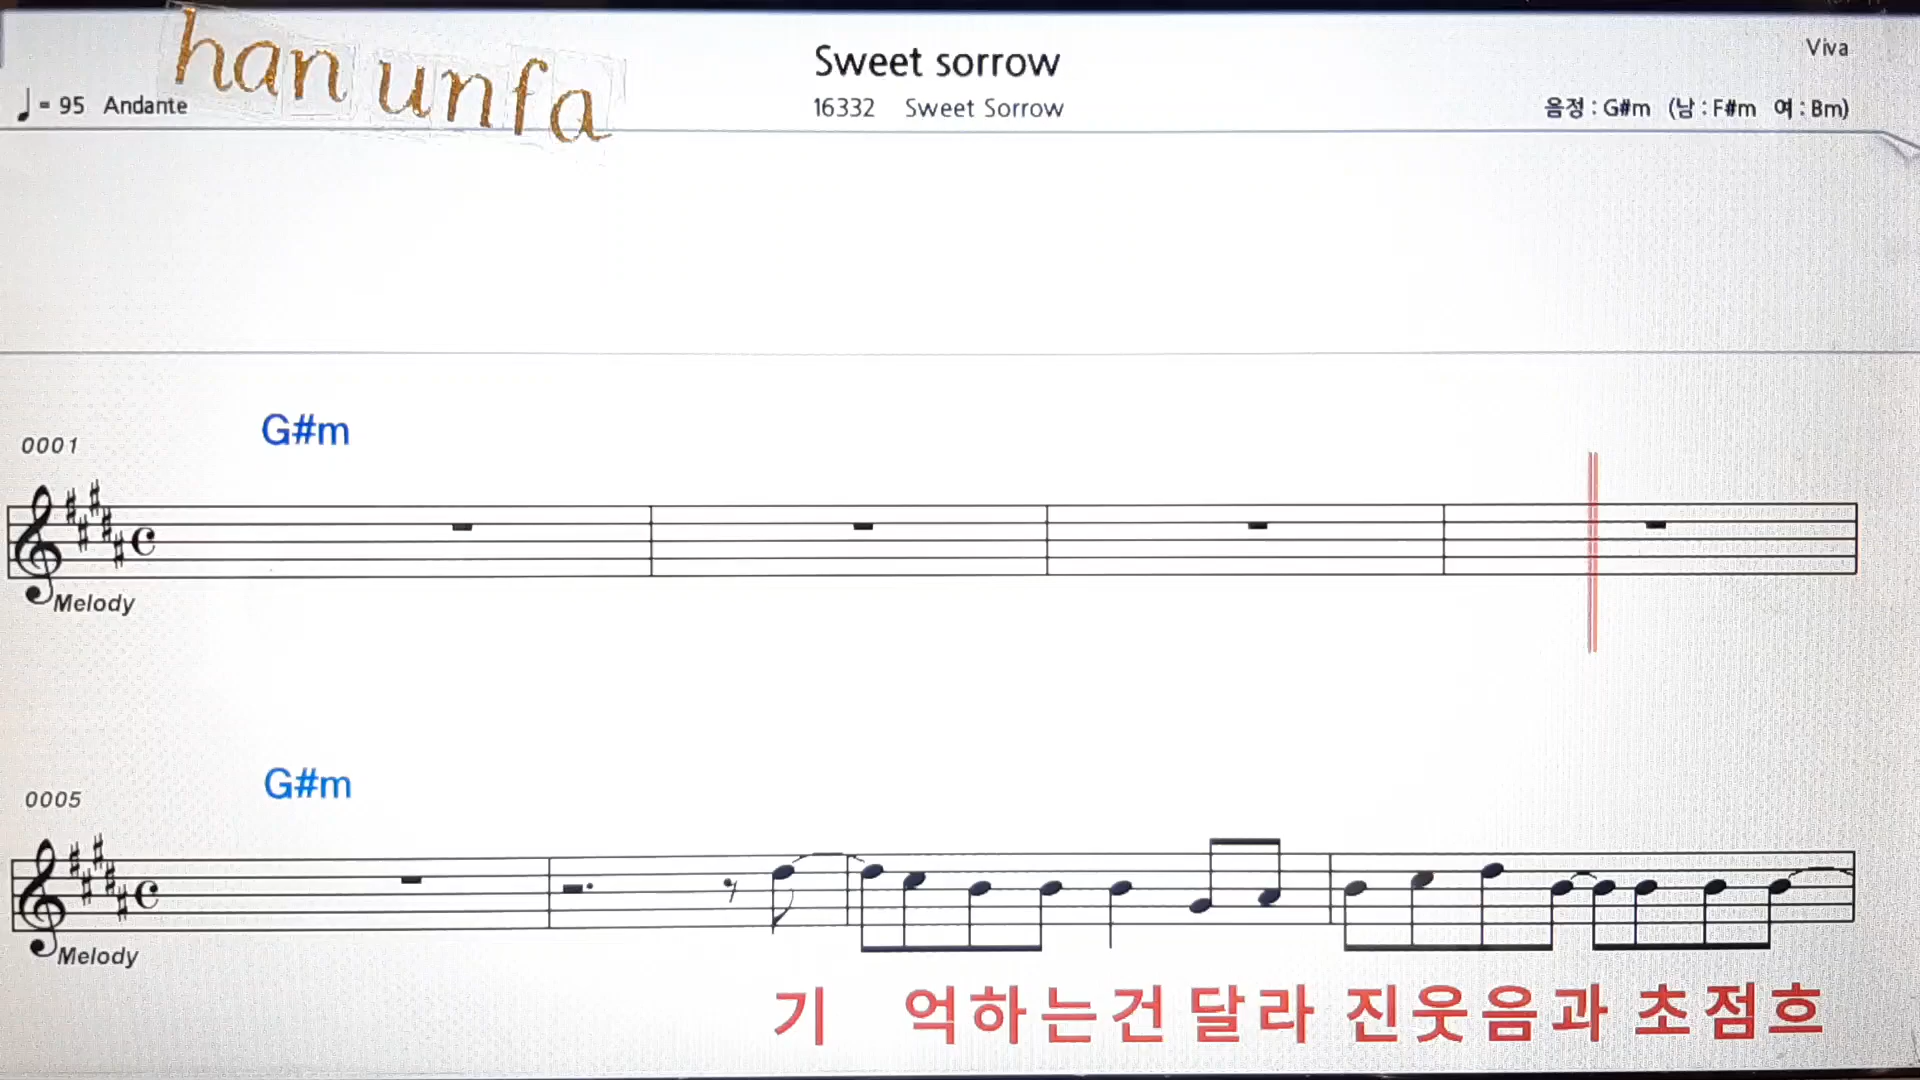 han unfa
Sweet sorrow
Viva
♩= 95 Andante
16332 Sweet Sorrow
음정 : G#m (남 : F#m 여 : Bm)
G#m
0001
Melody
G#m
0005
Melody
기 억하는건달라 진웃음과 초점흐